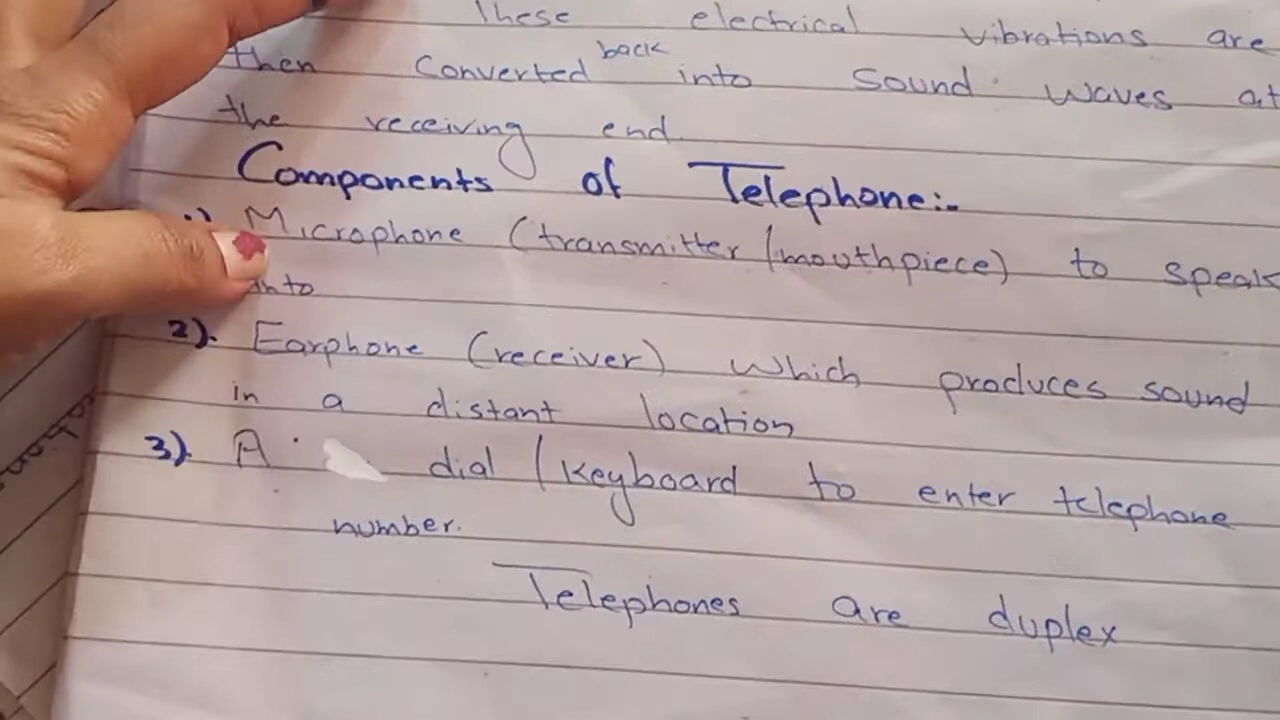 These electrical vibrations are
then converted back into sound waves at
the receiving end.
Components of Telephone:-
1) Microphone (transmitter/mouthpiece) to speak
into
2). Earphone (receiver) which produces sound
in a distant location
3). A dial / keyboard to enter telephone
number.
Telephones are duplex